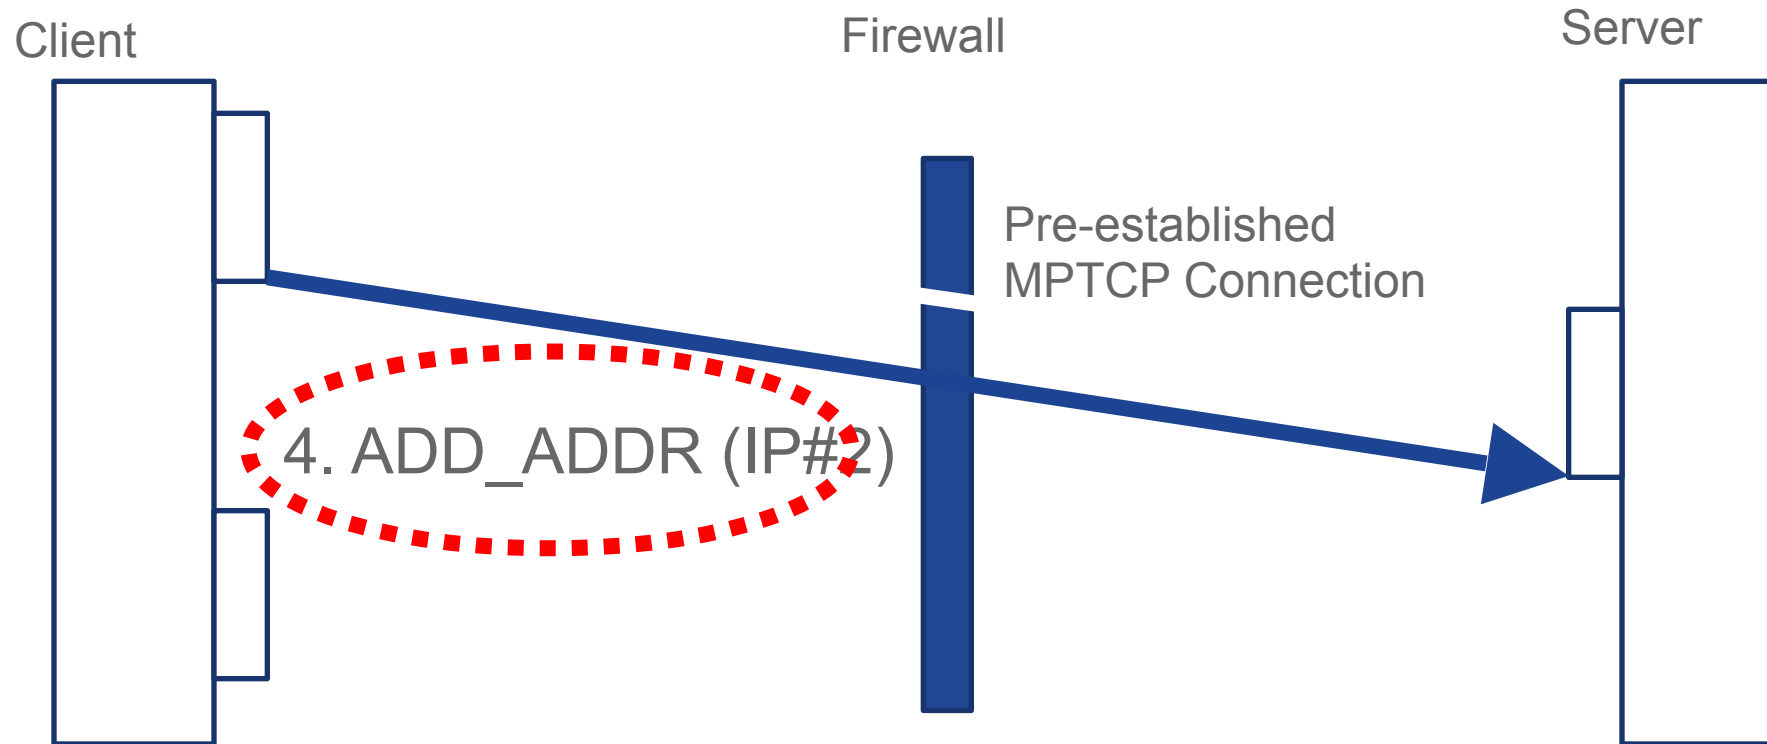 Client
Firewall
Server
Pre-established
MPTCP Connection
4. ADD_ADDR (IP#2)